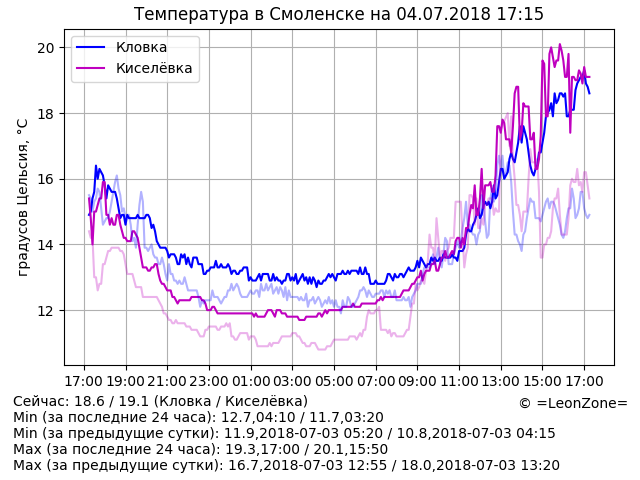 Температура в Смоленске на 04.07.2018 17:15
Кловка
Киселёвка
градусов Цельсия, °C
20
18
16
14
12
17:00 19:00 21:00 23:00 01:00 03:00 05:00 07:00 09:00 11:00 13:00 15:00 17:00
Сейчас: 18.6 / 19.1 (Кловка / Киселёвка)
© =LeonZone=
Min (за последние 24 часа): 12.7,04:10 / 11.7,03:20
Min (за предыдущие сутки): 11.9,2018-07-03 05:20 / 10.8,2018-07-03 04:15
Max (за последние 24 часа): 19.3,17:00 / 20.1,15:50
Max (за предыдущие сутки): 16.7,2018-07-03 12:55 / 18.0,2018-07-03 13:20